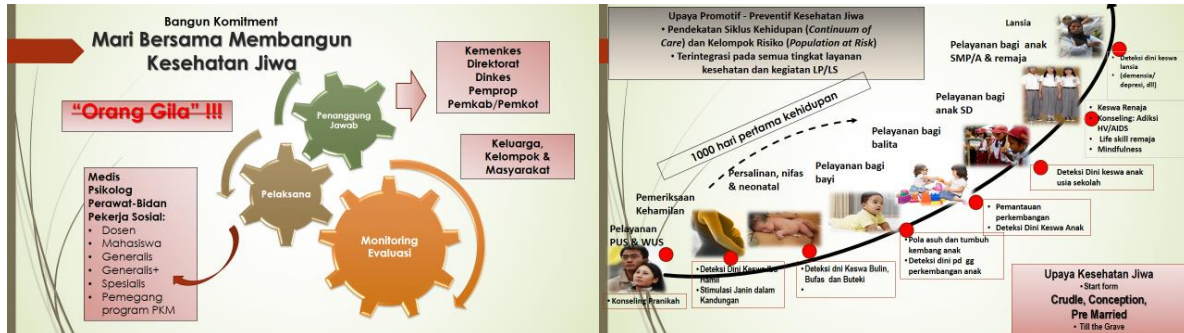 Bangun Komitment
Mari Bersama Membangun
Kesehatan Jiwa
“Orang Gila” !!!
Penanggung
Jawab
Kemenkes
Direktorat
Dinkes
Pemprop
Pemkab/Pemkot
Keluarga,
Kelompok &
Masyarakat
Pelaksana
Monitoring
Evaluasi
Medis
Psikolog
Perawat-Bidan
Pekerja Sosial:
• Dosen
• Mahasiswa
• Generalis
• Generalis+
• Spesialis
• Pemegang
program PKM
Upaya Promotif - Preventif Kesehatan Jiwa
• Pendekatan Siklus Kehidupan (Continuum of
Care) dan Kelompok Risiko (Population at Risk)
• Terintegrasi pada semua tingkat layanan
kesehatan dan kegiatan LP/LS
1000 hari pertama kehidupan
Pelayanan
PUS & WUS
• Konseling Pranikah
Pemeriksaan
Kehamilan
• Deteksi Dini Keswa Ibu
Hamil
• Stimulasi Janin dalam
Kandungan
Persalinan, nifas
& neonatal
• Deteksi dni Keswa Bulin,
Bufas dan Buteki
•
Pelayanan bagi
bayi
• Pola asuh dan tumbuh
kembang anak
• Deteksi dini pd gg
perkembangan anak
Pelayanan bagi
balita
• Pemantauan
perkembangan
• Deteksi Dini Keswa Anak
Pelayanan bagi
anak SD
• Deteksi Dini keswa anak
usia sekolah
Pelayanan bagi anak
SMP/A & remaja
• Keswa Renaja
• Konseling: Adiksi
HV/AIDS
• Life skill remaja
• Mindfulness
Lansia
• Deteksi dini keswa
lansia
• (demensia/
depresi, dll)
Upaya Kesehatan Jiwa
• Start form
Crudle, Conception,
Pre Married
• Till the Grave